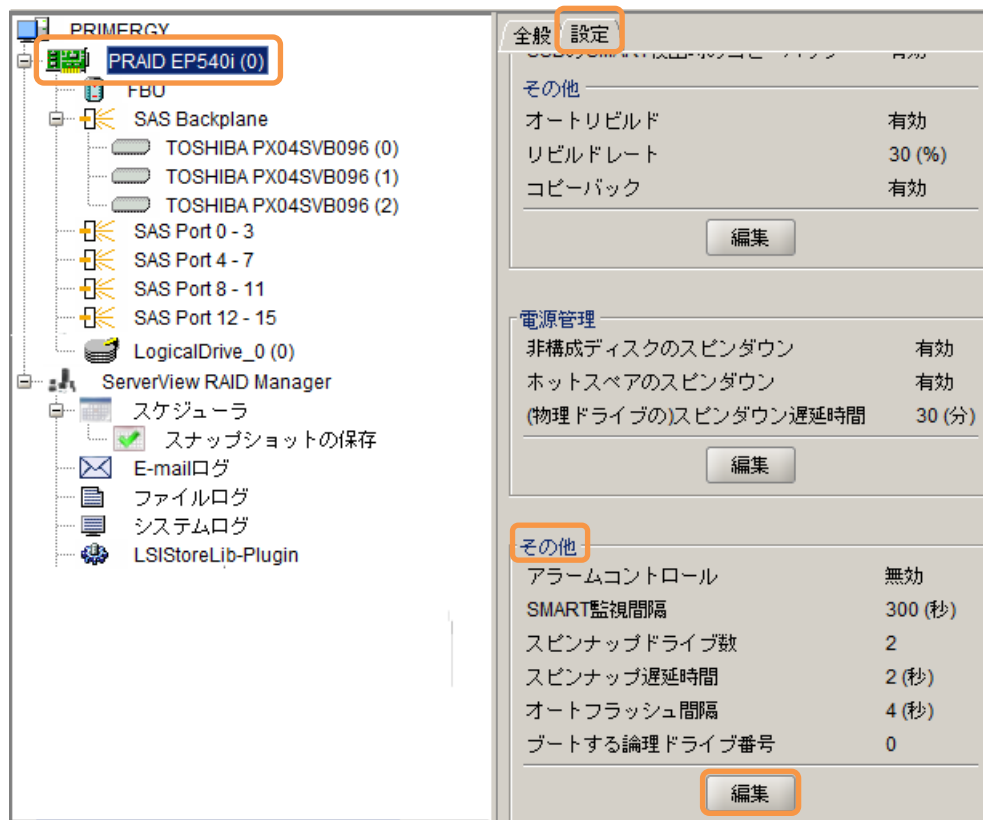 PRIMERGY
PRAID EP540i (0)
FBU
SAS Backplane
TOSHIBA PX04SVB096 (0)
TOSHIBA PX04SVB096 (1)
TOSHIBA PX04SVB096 (2)
SAS Port 0 - 3
SAS Port 4 - 7
SAS Port 8 - 11
SAS Port 12 - 15
LogicalDrive_0 (0)
ServerView RAID Manager
スケジューラ
スナップショットの保存
E-mailログ
ファイルログ
システムログ
LSIStoreLib-Plugin
全般 設定
その他
オートリビルド 有効
リビルドレート 30 (%)
コピーバック 有効
編集
電源管理
非構成ディスクのスピンダウン 有効
ホットスペアのスピンダウン 有効
(物理ドライブの)スピンダウン遅延時間 30 (分)
編集
その他
アラームコントロール 無効
SMART監視間隔 300 (秒)
スピンナップドライブ数 2
スピンナップ遅延時間 2 (秒)
オートフラッシュ間隔 4 (秒)
ブートする論理ドライブ番号 0
編集